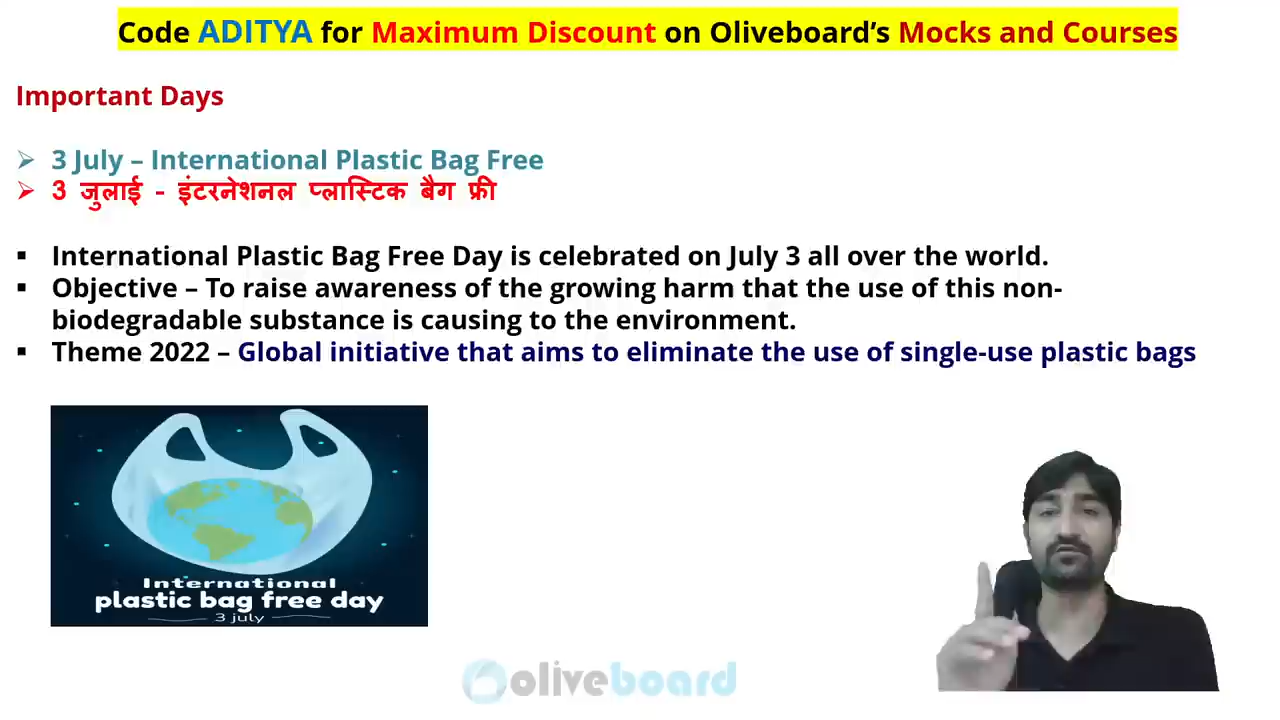 Code ADITYA for Maximum Discount on Oliveboard’s Mocks and Courses
Important Days
➢ 3 July – International Plastic Bag Free
➢ 3 जुलाई - इंटरनेशनल प्लास्टिक बैग फ्री
▪ International Plastic Bag Free Day is celebrated on July 3 all over the world.
▪ Objective – To raise awareness of the growing harm that the use of this non-
biodegradable substance is causing to the environment.
▪ Theme 2022 – Global initiative that aims to eliminate the use of single-use plastic bags
International
plastic bag free day
3 july
oliveboard